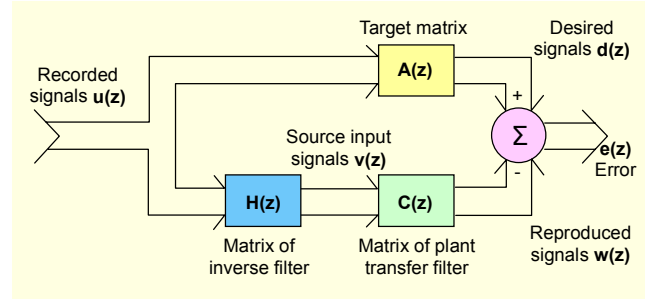 Target matrix
Desired
signals d(z)
Recorded
signals u(z)
A(z)
+
Σ
e(z)
Error
Source input
signals v(z)
-
H(z)
C(z)
Matrix of
inverse filter
Matrix of plant
transfer filter
Reproduced
signals w(z)